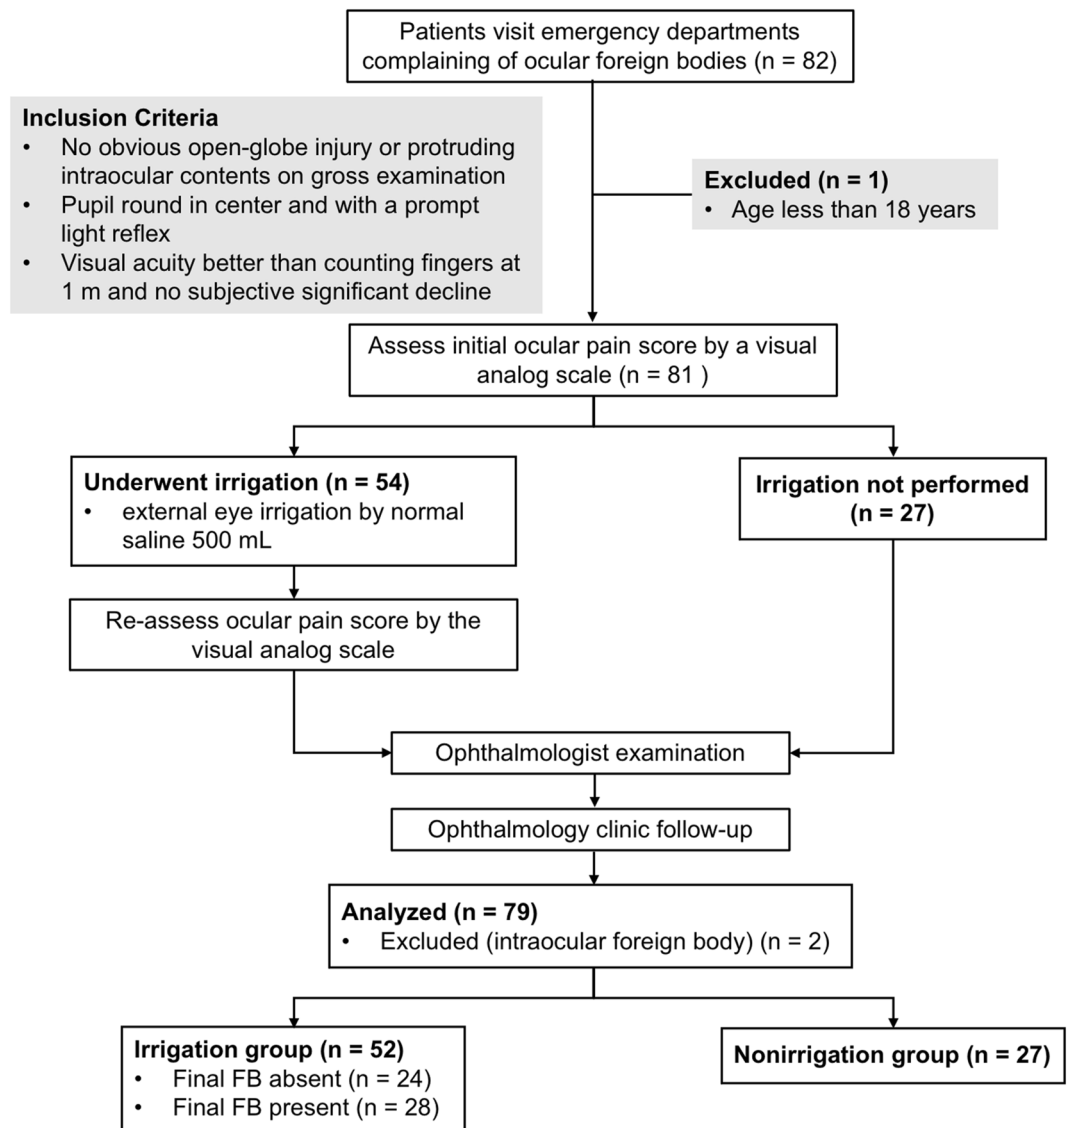 Patients visit emergency departments
complaining of ocular foreign bodies (n = 82)
Inclusion Criteria
• No obvious open-globe injury or protruding
intraocular contents on gross examination
• Pupil round in center and with a prompt
light reflex
• Visual acuity better than counting fingers at
1 m and no subjective significant decline
Excluded (n = 1)
• Age less than 18 years
Assess initial ocular pain score by a visual
analog scale (n = 81 )
Underwent irrigation (n = 54)
• external eye irrigation by normal
saline 500 mL
Irrigation not performed
(n = 27)
Re-assess ocular pain score by the
visual analog scale
Ophthalmologist examination
Ophthalmology clinic follow-up
Analyzed (n = 79)
• Excluded (intraocular foreign body) (n = 2)
Irrigation group (n = 52)
• Final FB absent (n = 24)
• Final FB present (n = 28)
Nonirrigation group (n = 27)